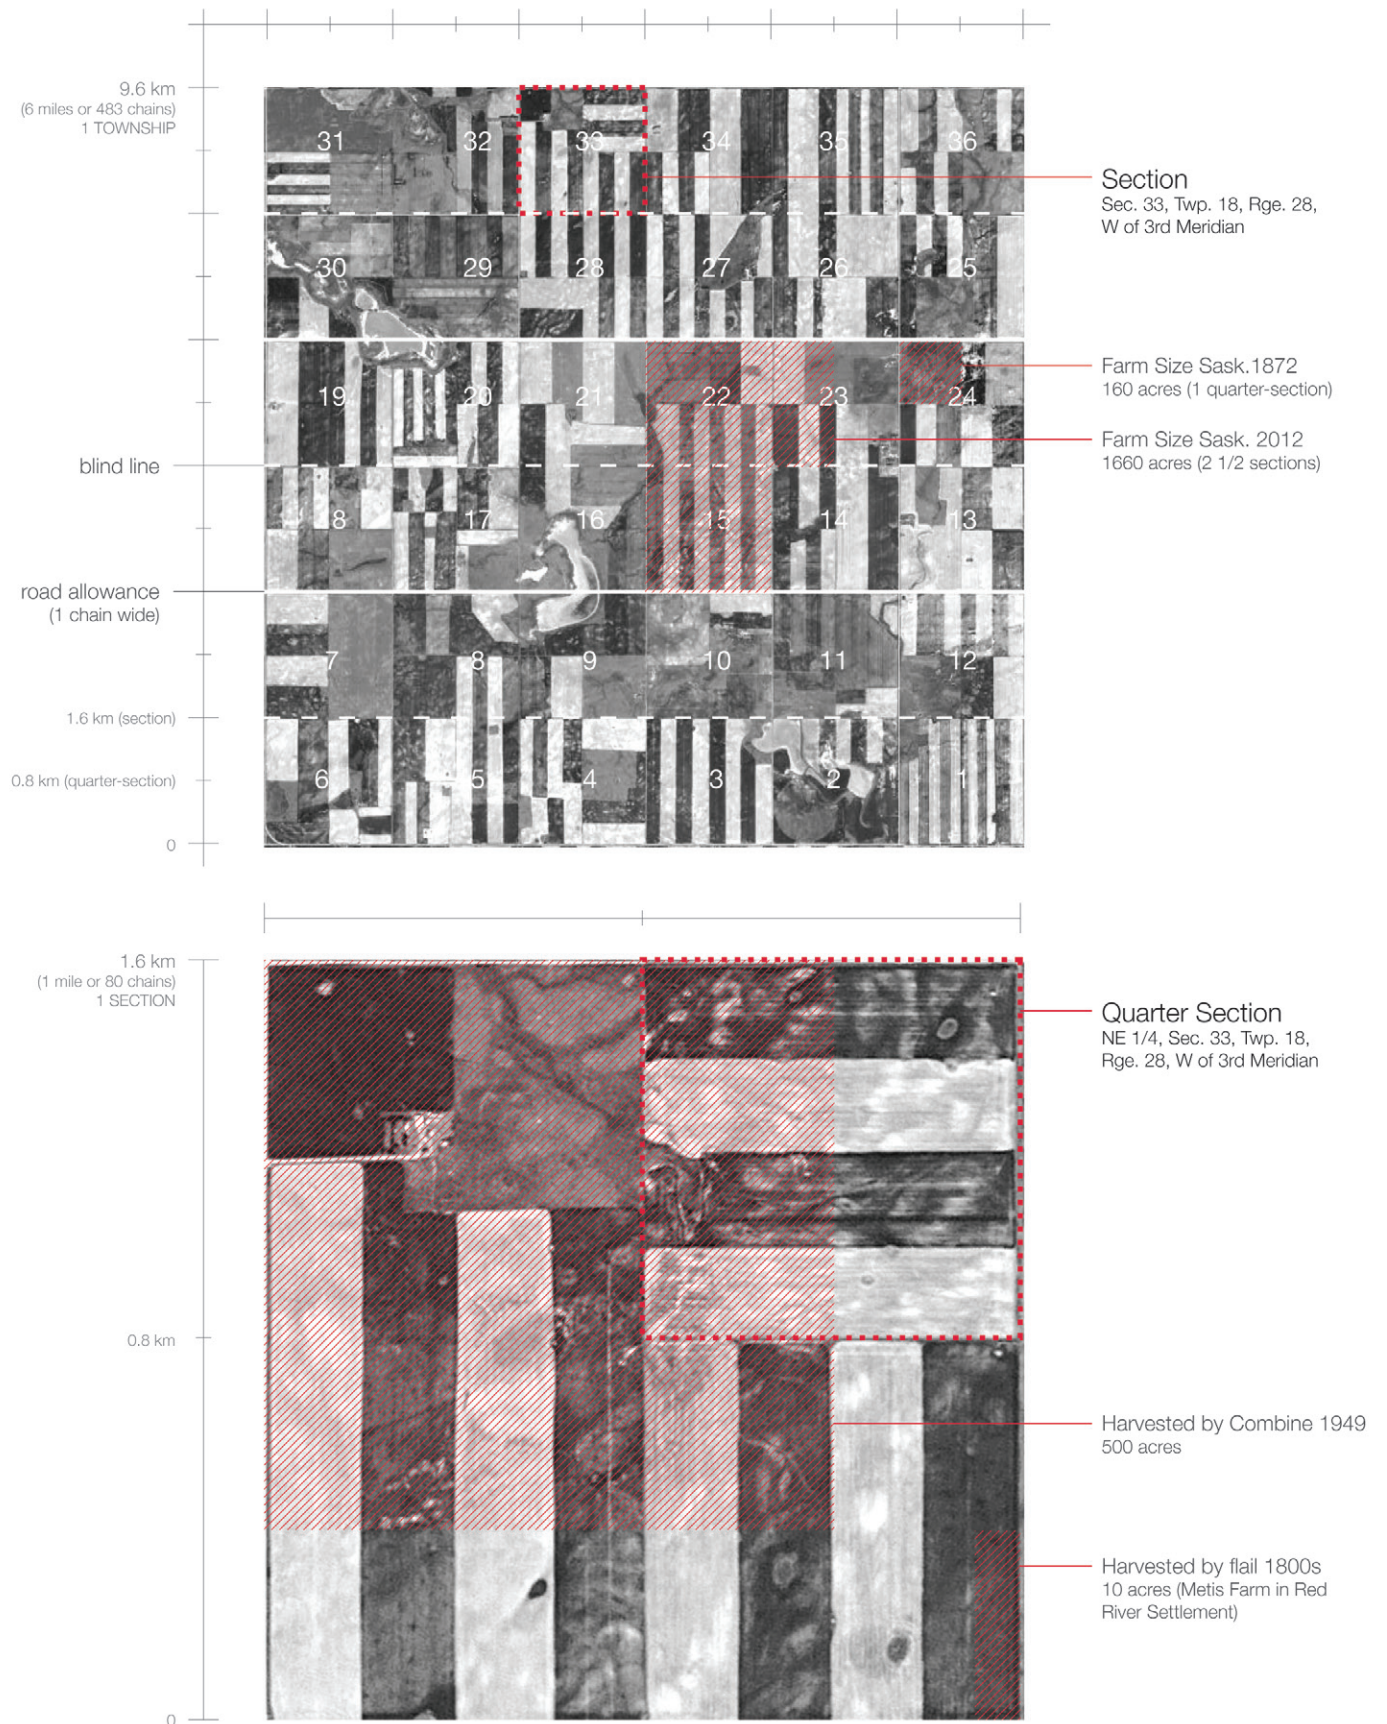 9.6 km
(6 miles or 483 chains)
1 TOWNSHIP
31
32
33
34
35
36
Section
Sec. 33, Twp. 18, Rge. 28,
W of 3rd Meridian
30
29
28
27
26
25
19
20
21
22
23
24
Farm Size Sask.1872
160 acres (1 quarter-section)
Farm Size Sask. 2012
1660 acres (2 1/2 sections)
blind line
18
17
16
15
14
13
road allowance
(1 chain wide)
7
8
9
10
11
12
1.6 km (section)
6
5
4
3
2
1
0.8 km (quarter-section)
0
1.6 km
(1 mile or 80 chains)
1 SECTION
Quarter Section
NE 1/4, Sec. 33, Twp. 18,
Rge. 28, W of 3rd Meridian
0.8 km
Harvested by Combine 1949
500 acres
Harvested by flail 1800s
10 acres (Metis Farm in Red
River Settlement)
0